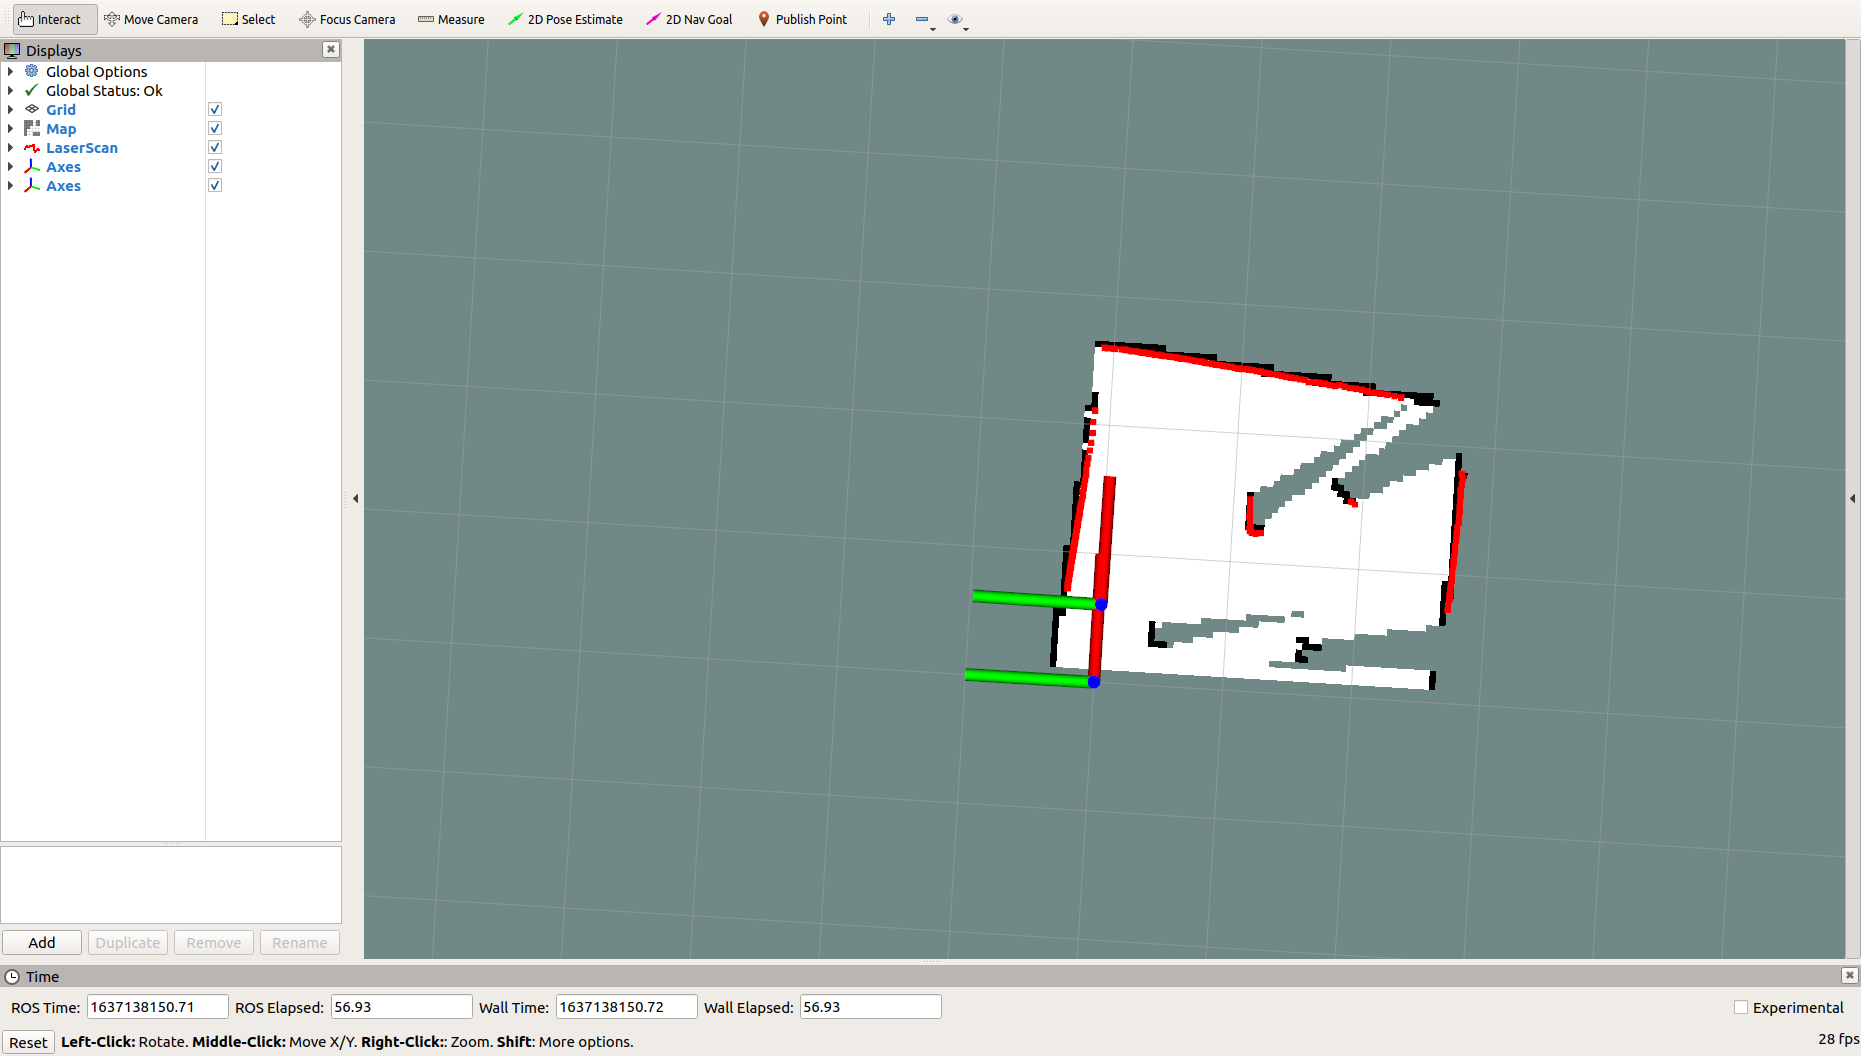 Interact Move Camera Select Focus Camera Measure 2D Pose Estimate 2D Nav Goal Publish Point
Displays
Global Options
Global Status: Ok
Grid
Map
LaserScan
Axes
Axes
Add Duplicate Remove Rename
Time
ROS Time: 1637138150.71 ROS Elapsed: 56.93 Wall Time: 1637138150.72 Wall Elapsed: 56.93 Experimental
Reset Left-Click: Rotate. Middle-Click: Move X/Y. Right-Click:: Zoom. Shift: More options. 28 fps